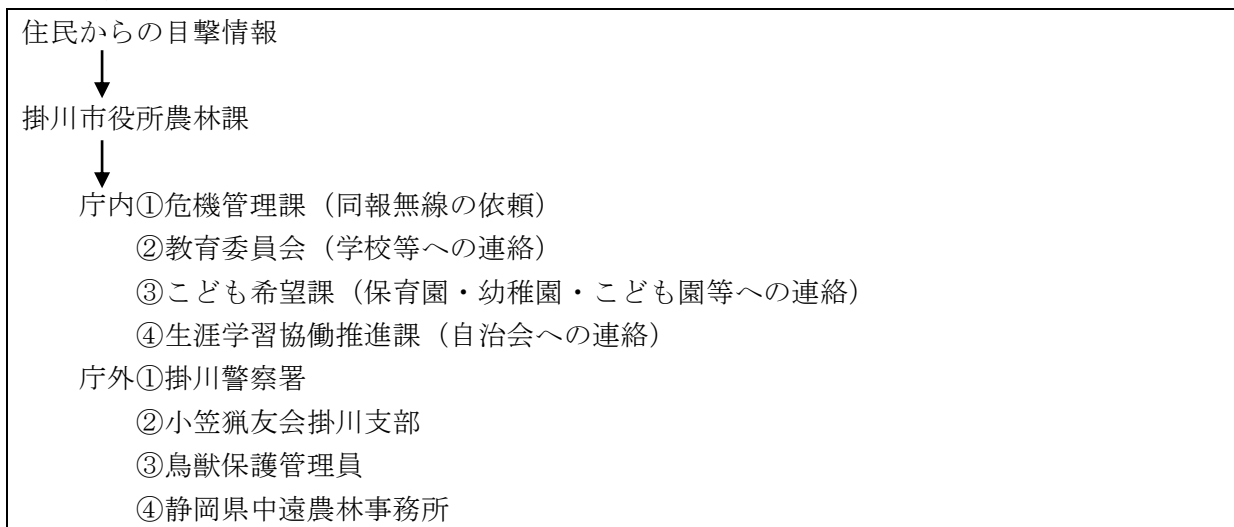 住民からの目撃情報
掛川市役所農林課
庁内①危機管理課（同報無線の依頼）
②教育委員会（学校等への連絡）
③こども希望課（保育園・幼稚園・こども園等への連絡）
④生涯学習協働推進課（自治会への連絡）
庁外①掛川警察署
②小笠猟友会掛川支部
③鳥獣保護管理員
④静岡県中遠農林事務所